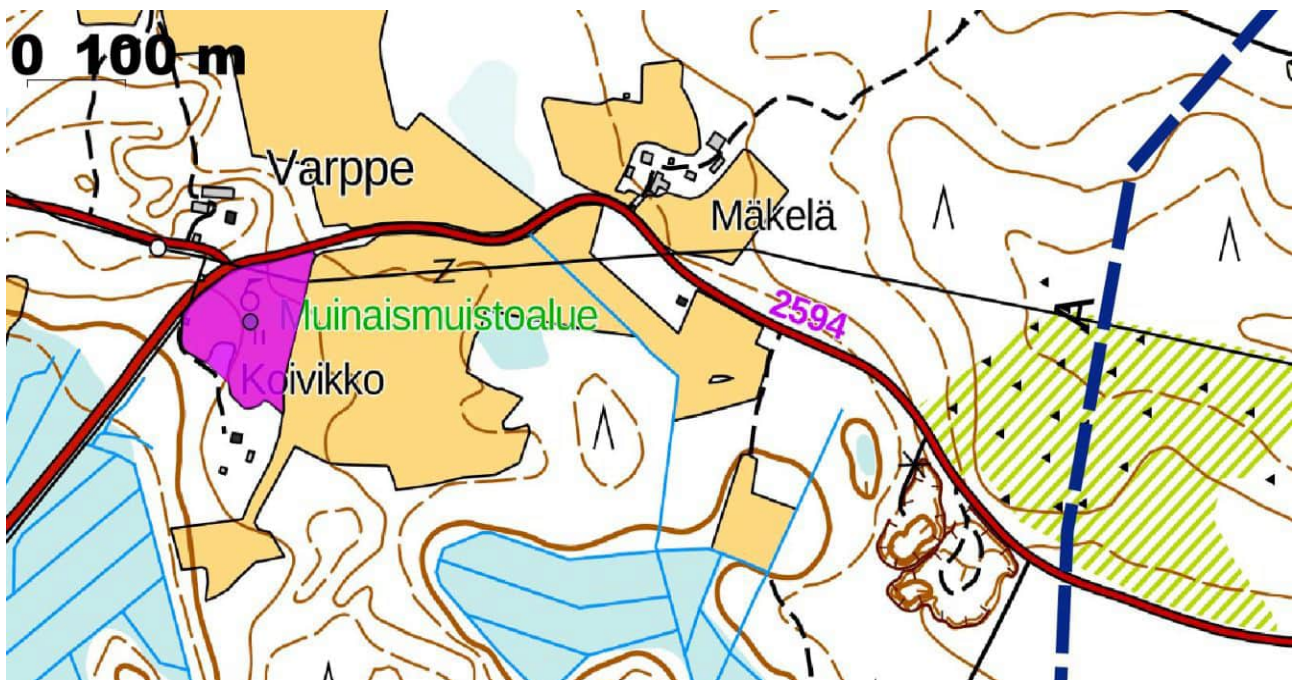 0 100 m
Varppe
Mäkelä
Z
2594
Muinaismuistoalue
A
Koivikko